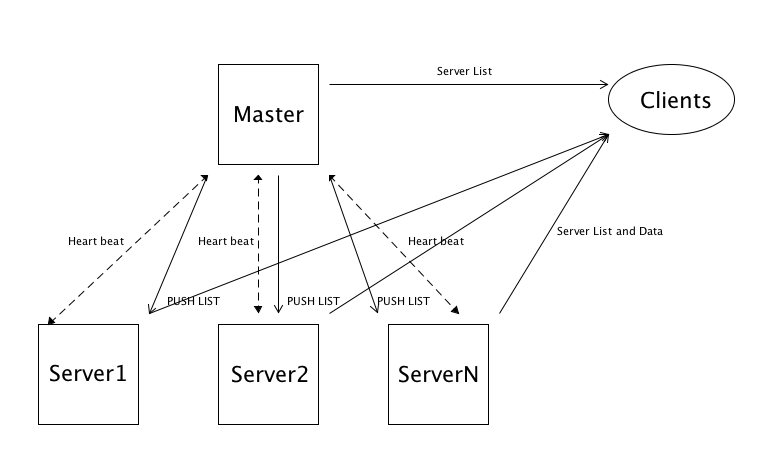 Server List
Clients
Master
Server List and Data
Heart beat
Heart beat
Heart beat
PUSH LIST
PUSH LIST
PUSH LIST
Server1
Server2
ServerN